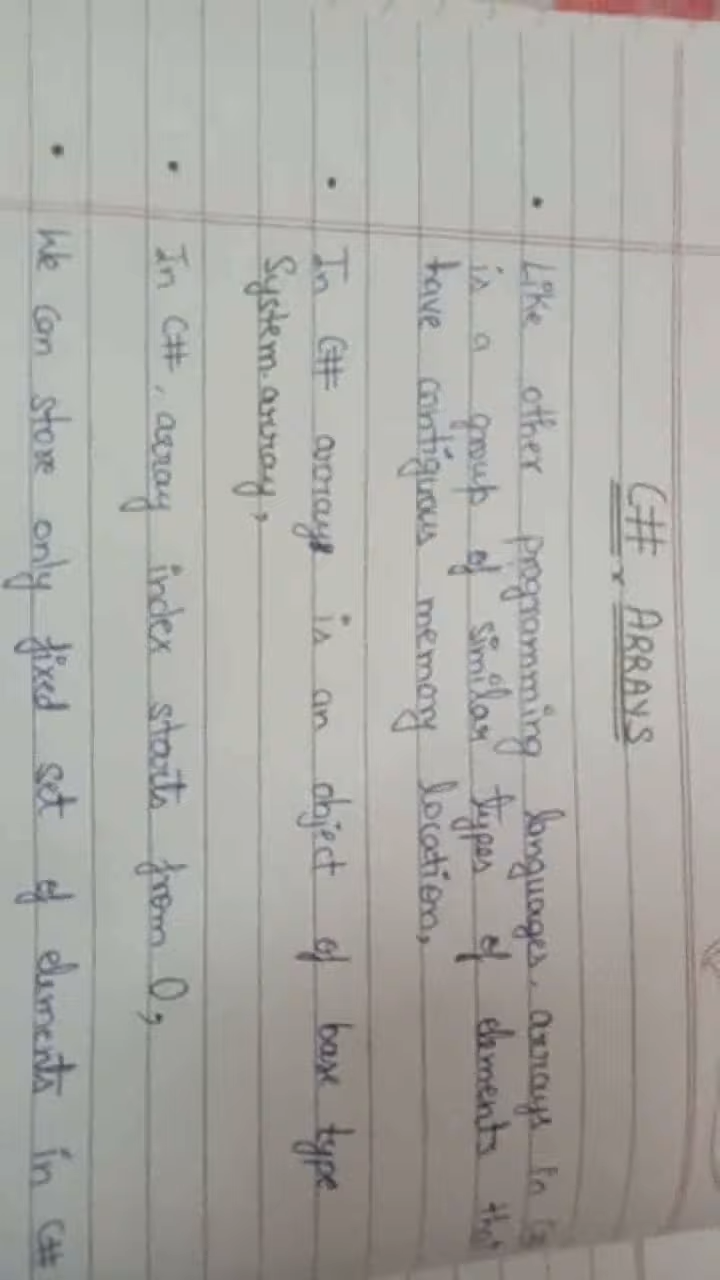 C# ARRAYS
• Like other programming languages, arrays in
is a group of similar types of elements that
have contiguous memory location,
• In C# array is an object of base type
System.array,
• In C#, array index starts from 0,
• We can store only fixed set of elements in C#